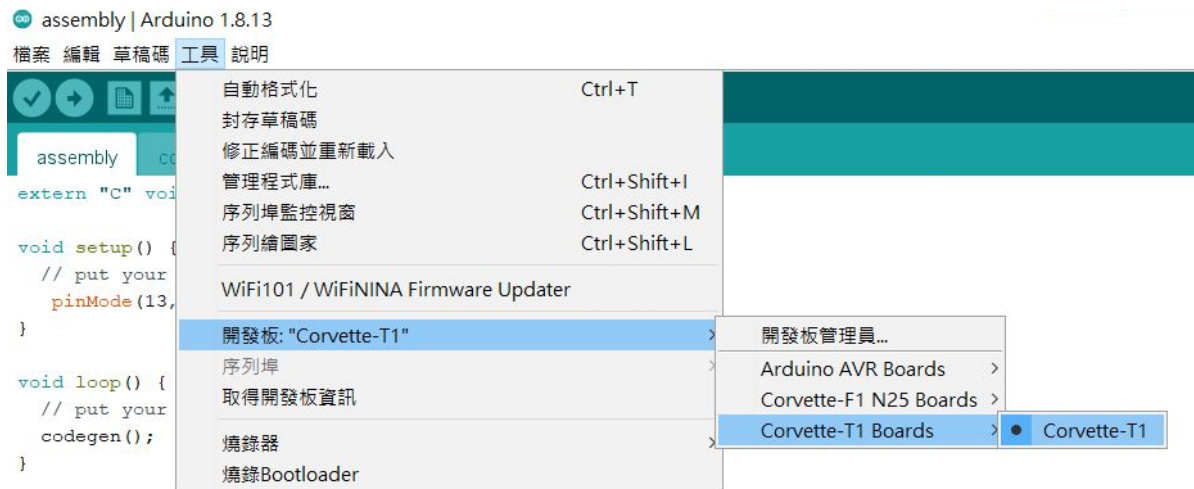 assembly | Arduino 1.8.13
檔案 編輯 草稿碼 工具 說明
自動格式化 Ctrl+T
封存草稿碼
修正編碼並重新載入
管理程式庫... Ctrl+Shift+I
序列埠監控視窗 Ctrl+Shift+M
序列繪圖家 Ctrl+Shift+L
WiFi101 / WiFiNINA Firmware Updater
開發板: "Corvette-T1"
序列埠
取得開發板資訊
燒錄器
燒錄Bootloader
開發板管理員...
Arduino AVR Boards
Corvette-F1 N25 Boards
Corvette-T1 Boards
Corvette-T1
assembly
extern "C" voi
void setup() {
// put your
pinMode(13,
}
void loop() {
// put your
codegen();
}